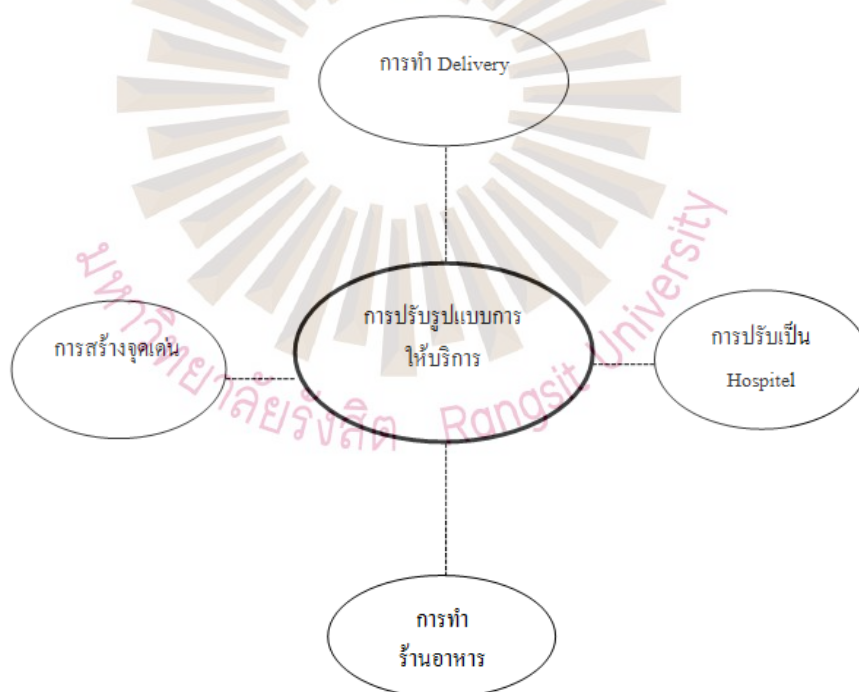 การทำ Delivery
การปรับรูปแบบการ
ให้บริการ
การสร้างจุดเด่น
การปรับเป็น
Hospitel
มหาวิทยาลัยรังสิต Rangsit University
การทำ
ร้านอาหาร